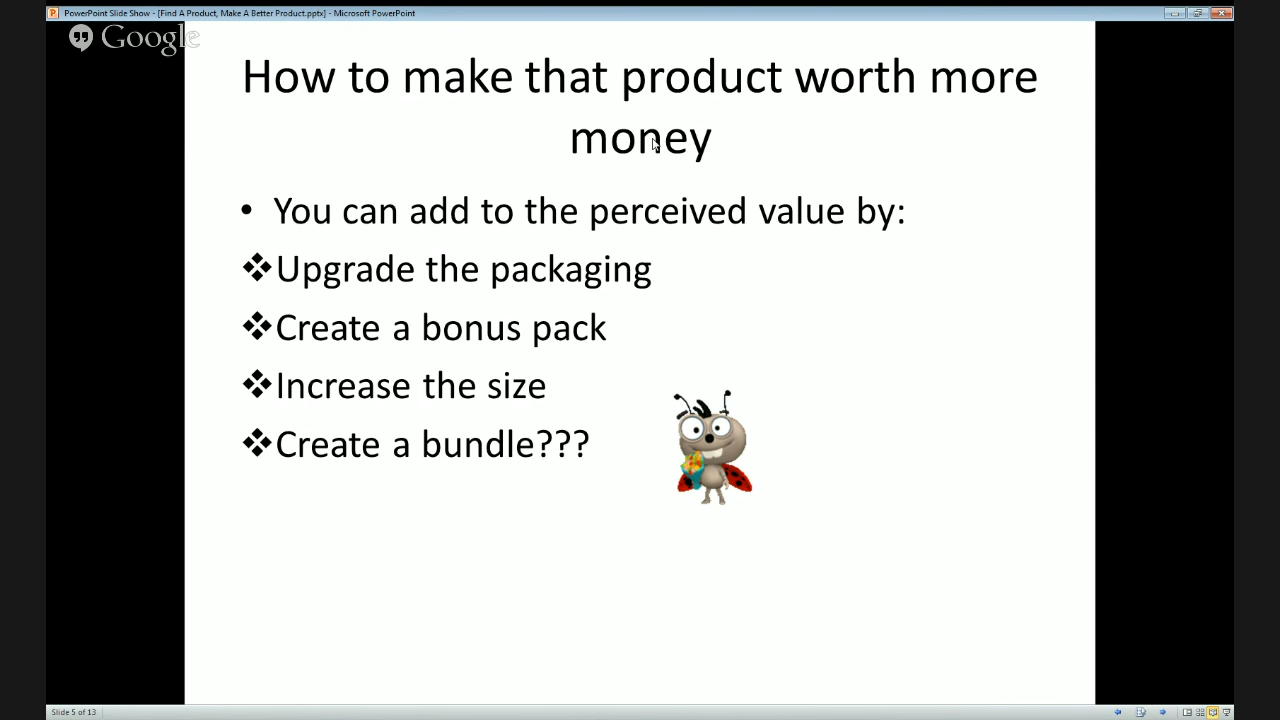 PowerPoint Slide Show - [Find A Product, Make A Better Product.pptx] - Microsoft PowerPoint
Google
How to make that product worth more
money
• You can add to the perceived value by:
❖Upgrade the packaging
❖Create a bonus pack
❖Increase the size
❖Create a bundle???
Slide 5 of 13